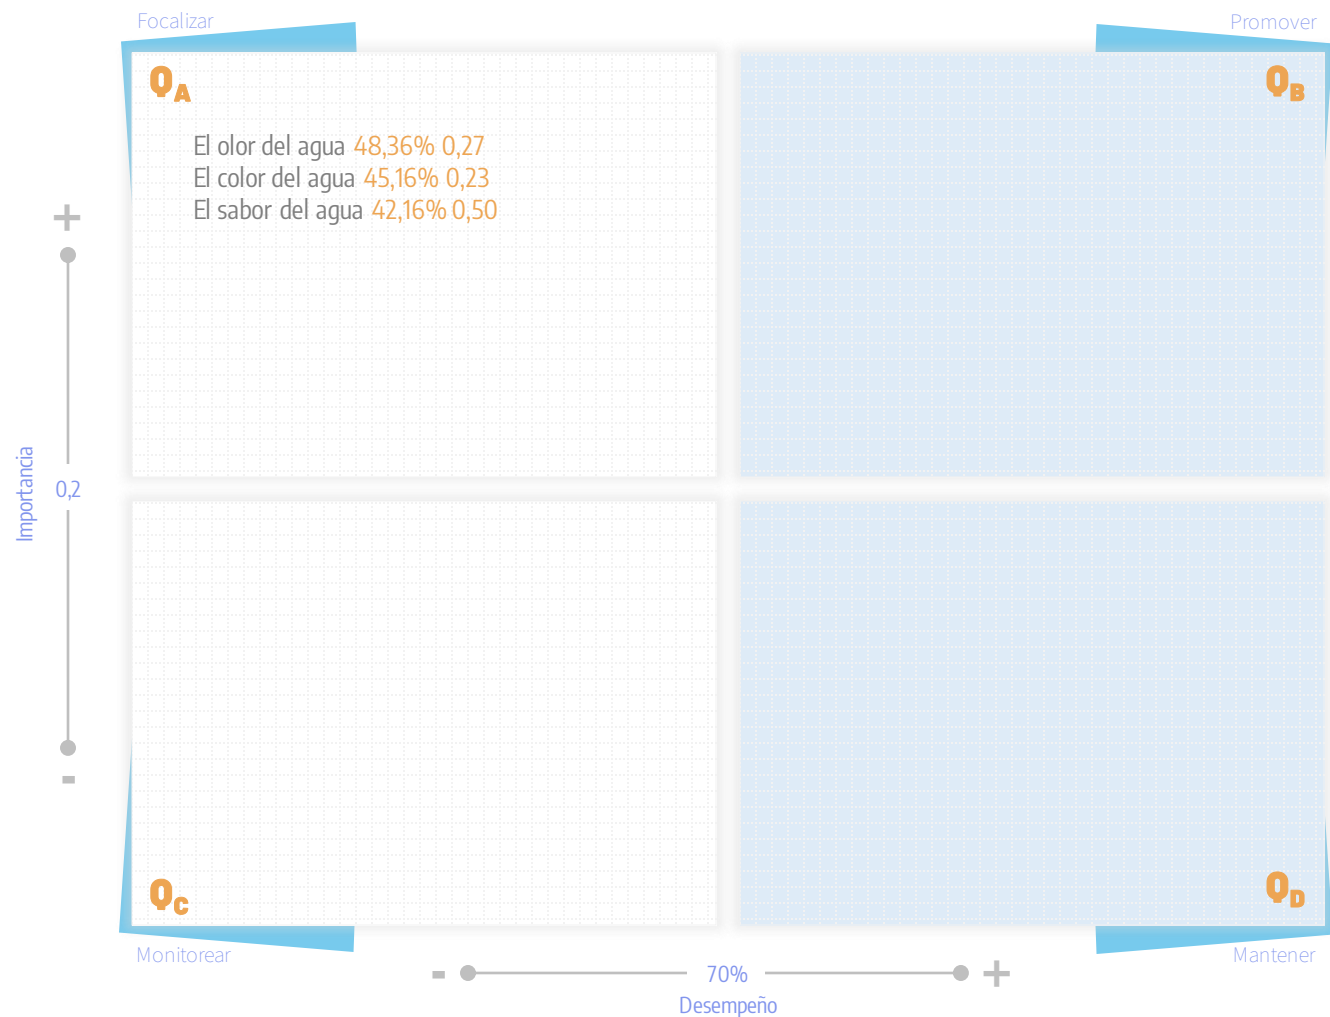 Focalizar
Promover
QA
QB
El olor del agua 48,36% 0,27
El color del agua 45,16% 0,23
El sabor del agua 42,16% 0,50
+
Importancia
0,2
-
QC
QD
Monitorear
Mantener
- 70% +
Desempeño